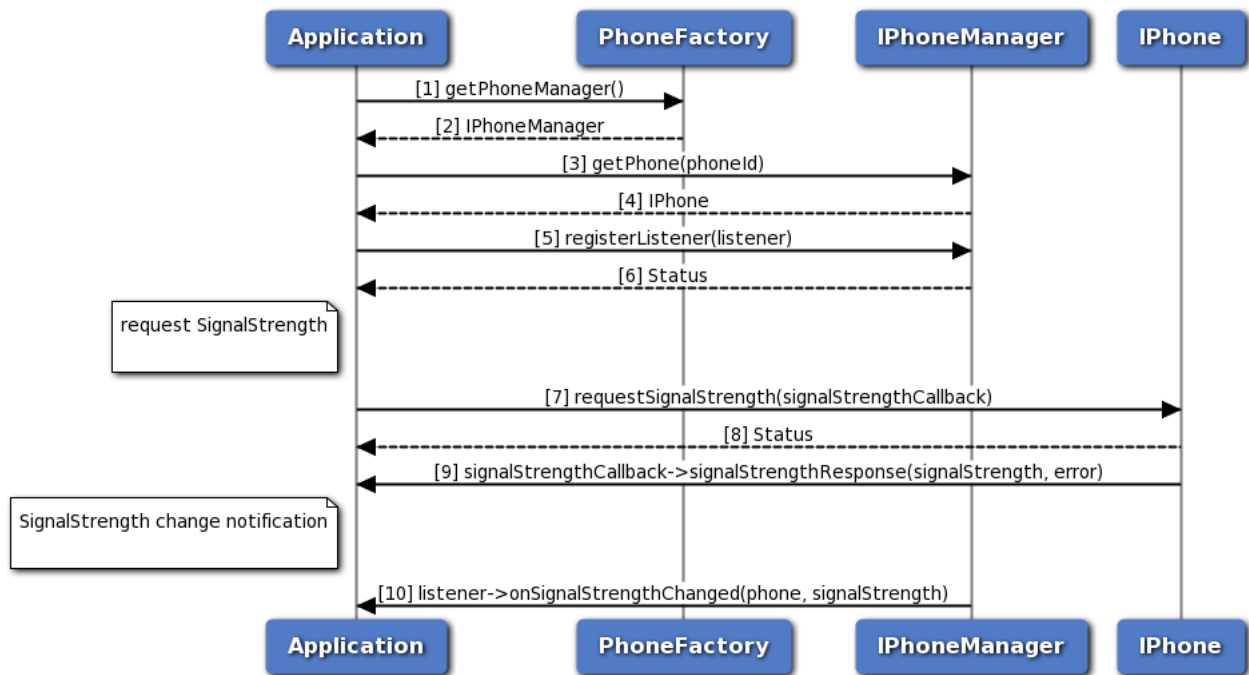 Application PhoneFactory IPhoneManager IPhone
[1] getPhoneManager()
[2] IPhoneManager
[3] getPhone(phoneId)
[4] IPhone
[5] registerListener(listener)
[6] Status
request SignalStrength
[7] requestSignalStrength(signalStrengthCallback)
[8] Status
[9] signalStrengthCallback->signalStrengthResponse(signalStrength, error)
SignalStrength change notification
[10] listener->onSignalStrengthChanged(phone, signalStrength)
Application PhoneFactory IPhoneManager IPhone